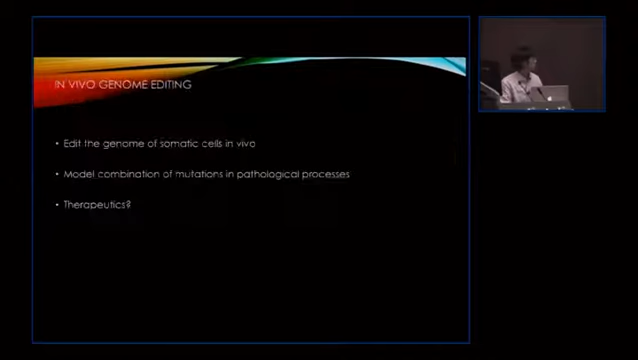 IN VIVO GENOME EDITING
• Edit the genome of somatic cells in vivo
• Model combination of mutations in pathological processes
• Therapeutics?